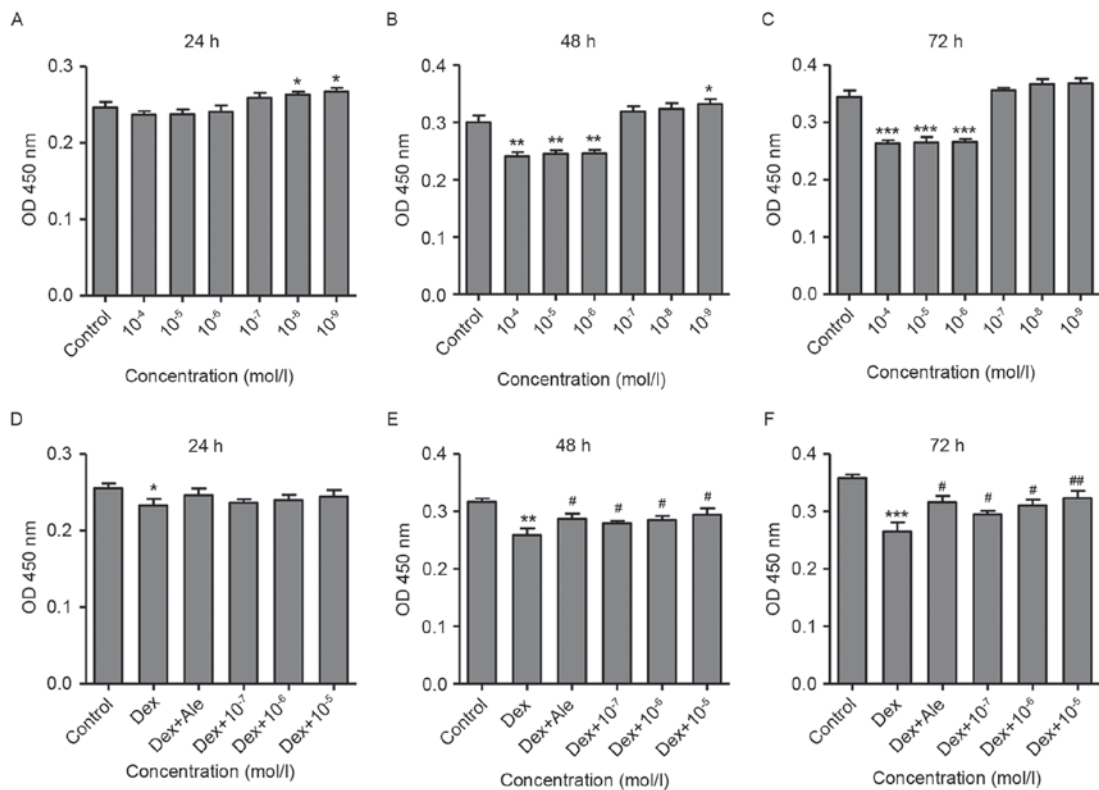 A
24 h
OD 450 nm
0.3
0.2
0.1
0.0
* *
Control 10⁻⁴ 10⁻⁵ 10⁻⁶ 10⁻⁷ 10⁻⁸ 10⁻⁹
Concentration (mol/l)
B
48 h
OD 450 nm
0.4
0.3
0.2
0.1
0.0
** ** ** *
Control 10⁻⁴ 10⁻⁵ 10⁻⁶ 10⁻⁷ 10⁻⁸ 10⁻⁹
Concentration (mol/l)
C
72 h
OD 450 nm
0.4
0.3
0.2
0.1
0.0
*** *** ***
Control 10⁻⁴ 10⁻⁵ 10⁻⁶ 10⁻⁷ 10⁻⁸ 10⁻⁹
Concentration (mol/l)
D
24 h
OD 450 nm
0.3
0.2
0.1
0.0
*
Control Dex Dex+Ale Dex+10⁻⁷ Dex+10⁻⁶ Dex+10⁻⁵
Concentration (mol/l)
E
48 h
OD 450 nm
0.4
0.3
0.2
0.1
0.0
** # # # #
Control Dex Dex+Ale Dex+10⁻⁷ Dex+10⁻⁶ Dex+10⁻⁵
Concentration (mol/l)
F
72 h
OD 450 nm
0.4
0.3
0.2
0.1
0.0
*** # # # ##
Control Dex Dex+Ale Dex+10⁻⁷ Dex+10⁻⁶ Dex+10⁻⁵
Concentration (mol/l)